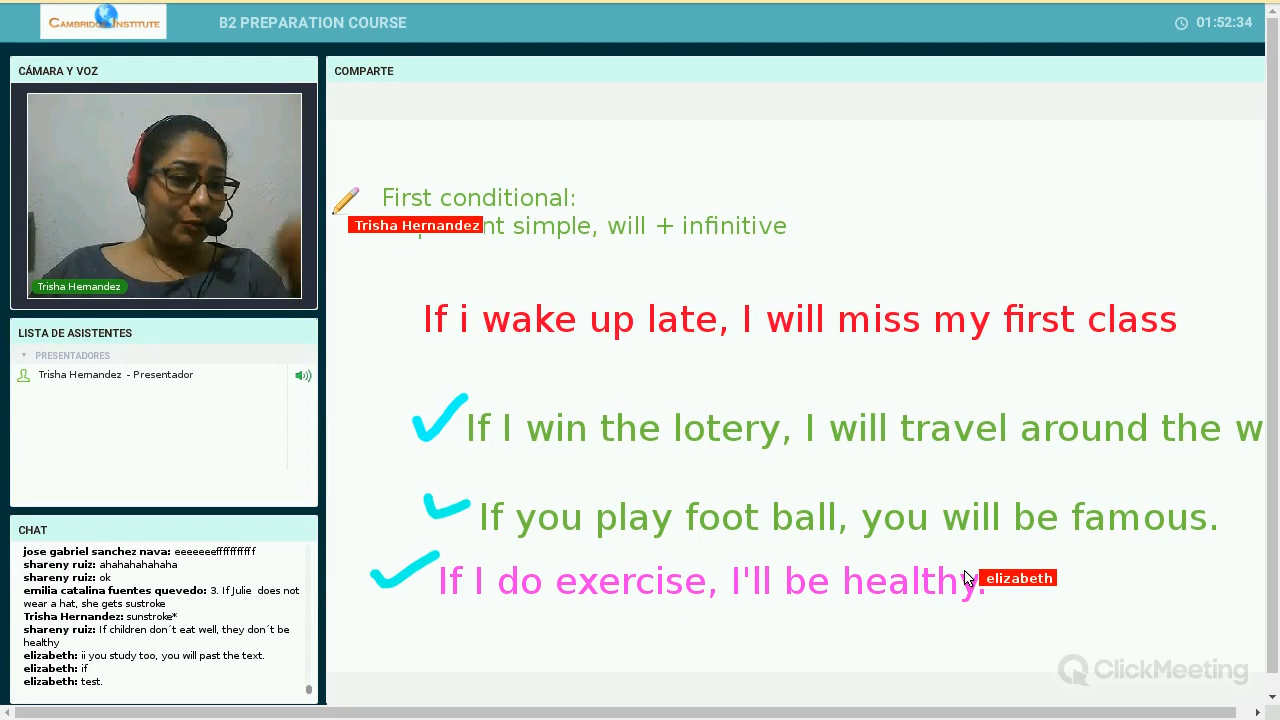 CAMBRIDGE INSTITUTE
B2 PREPARATION COURSE
01:52:34
CÁMARA Y VOZ
Trisha Hernandez
LISTA DE ASISTENTES
PRESENTADORES
Trisha Hernandez - Presentador
CHAT
jose gabriel sanchez nava: eeeeeeefffffffffff
shareny ruiz: ahahahahahaha
shareny ruiz: ok
emilia catalina fuentes quevedo: 3. If Julie does not
wear a hat, she gets sustroke
Trisha Hernandez: sunstroke*
shareny ruiz: If children don´t eat well, they don´t be
healthy
elizabeth: ii you study too, you will past the text.
elizabeth: if
elizabeth: test.
COMPARTE
First conditional:
Trisha Hernandez
nt simple, will + infinitive
If i wake up late, I will miss my first class
If I win the lotery, I will travel around the w
If you play foot ball, you will be famous.
If I do exercise, I'll be healthy.
elizabeth
ClickMeeting